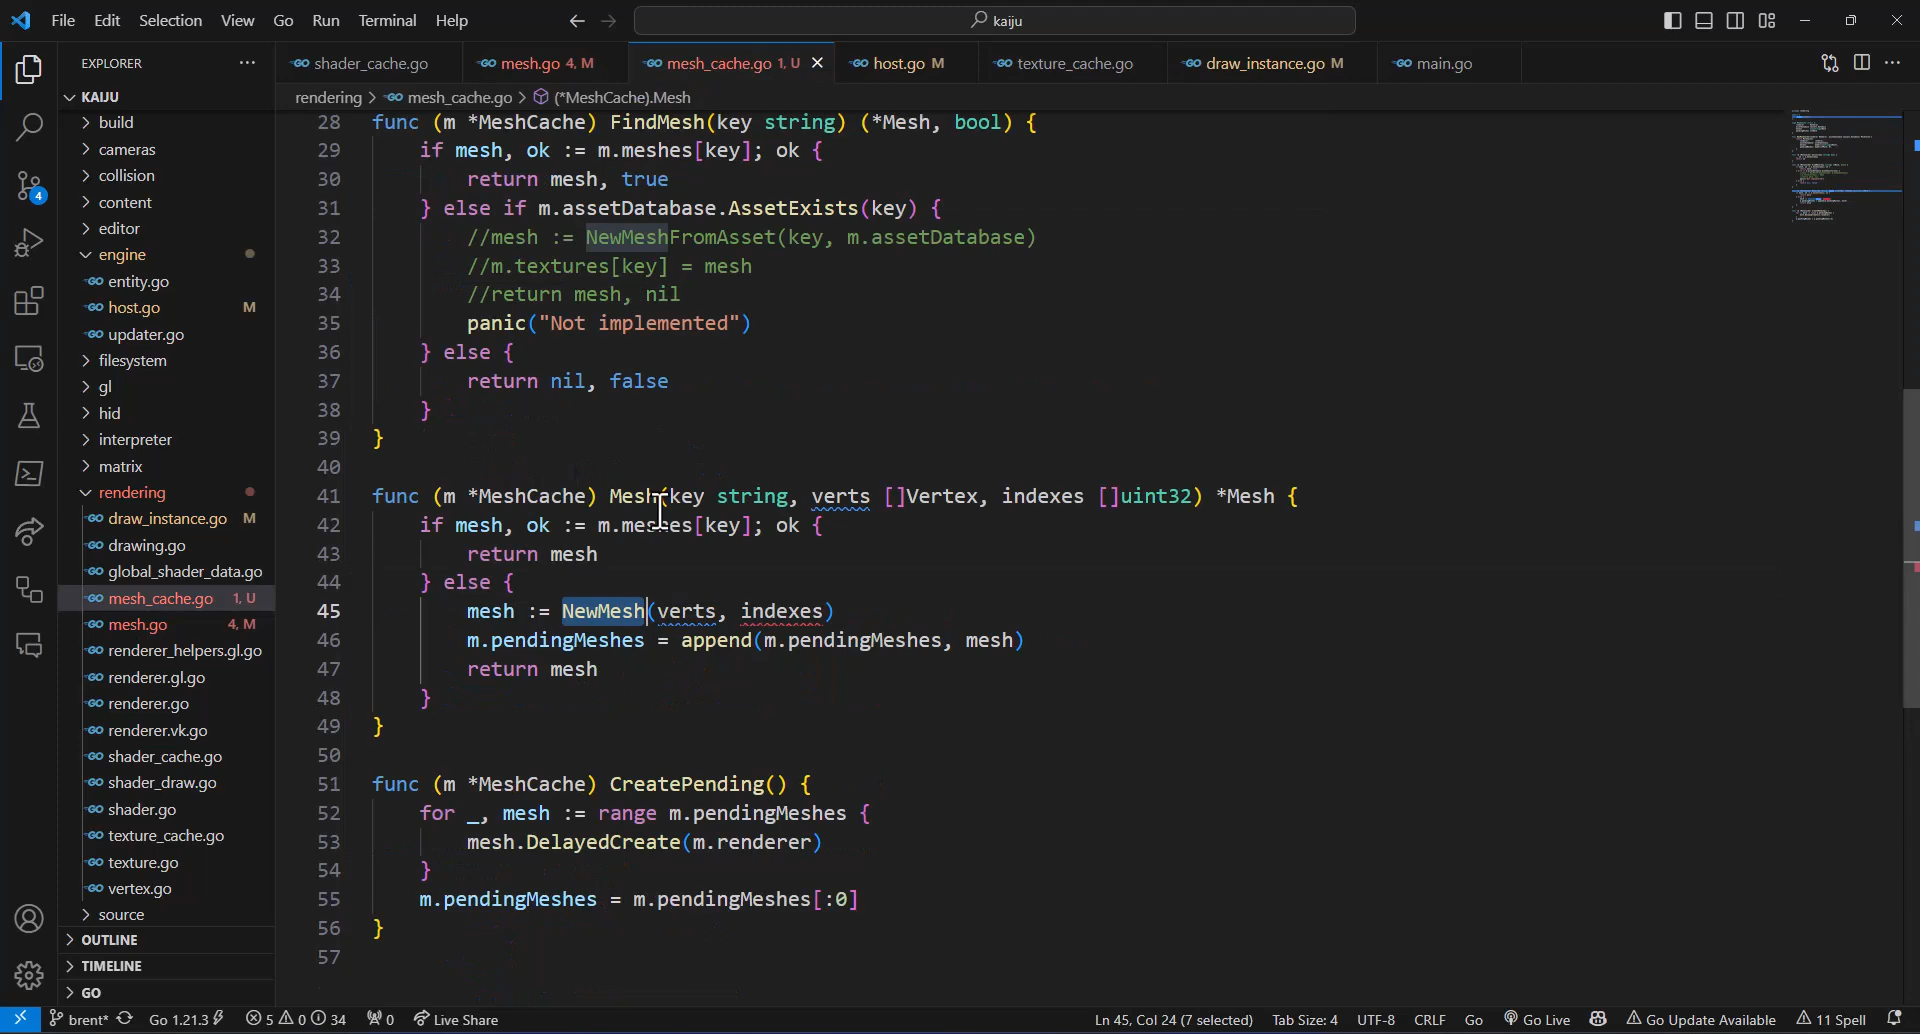 File Edit Selection View Go Run Terminal Help
kaiju
EXPLORER
shader_cache.go
mesh.go 4, M
mesh_cache.go 1, U
host.go M
texture_cache.go
draw_instance.go M
main.go
rendering > mesh_cache.go > (*MeshCache).Mesh
KAIJU
build
cameras
collision
content
editor
engine
entity.go
host.go M
updater.go
filesystem
gl
hid
interpreter
matrix
rendering
draw_instance.go M
drawing.go
global_shader_data.go
mesh_cache.go 1, U
mesh.go 4, M
renderer_helpers.gl.go
renderer.gl.go
renderer.go
renderer.vk.go
shader_cache.go
shader_draw.go
shader.go
texture_cache.go
texture.go
vertex.go
source
OUTLINE
TIMELINE
GO
4
28 func (m *MeshCache) FindMesh(key string) (*Mesh, bool) {
29 if mesh, ok := m.meshes[key]; ok {
30 return mesh, true
31 } else if m.assetDatabase.AssetExists(key) {
32 //mesh := NewMeshFromAsset(key, m.assetDatabase)
33 //m.textures[key] = mesh
34 //return mesh, nil
35 panic("Not implemented")
36 } else {
37 return nil, false
38 }
39 }
40
41 func (m *MeshCache) Mesh(key string, verts []Vertex, indexes []uint32) *Mesh {
42 if mesh, ok := m.meshes[key]; ok {
43 return mesh
44 } else {
45 mesh := NewMesh(verts, indexes)
46 m.pendingMeshes = append(m.pendingMeshes, mesh)
47 return mesh
48 }
49 }
50
51 func (m *MeshCache) CreatePending() {
52 for _, mesh := range m.pendingMeshes {
53 mesh.DelayedCreate(m.renderer)
54 }
55 m.pendingMeshes = m.pendingMeshes[:0]
56 }
57
brent* Go 1.21.3 5 0 34 0 Live Share Ln 45, Col 24 (7 selected) Tab Size: 4 UTF-8 CRLF Go Go Live Go Update Available 11 Spell